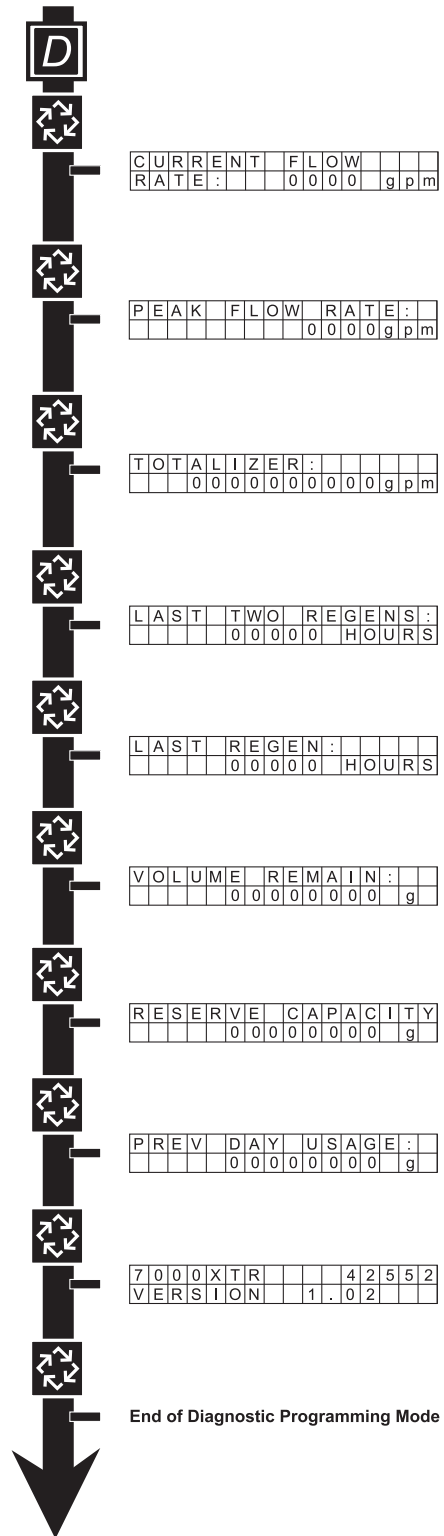 D
CURRENT FLOW
RATE: 0000 gpm
PEAK FLOW RATE:
0000gpm
TOTALIZER:
0000000000gpm
LAST TWO REGENS:
00000 HOURS
LAST REGEN:
00000 HOURS
VOLUME REMAIN:
00000000 g
RESERVE CAPACITY
00000000 g
PREV DAY USAGE:
00000000 g
7000XTR 42552
VERSION 1.02
End of Diagnostic Programming Mode